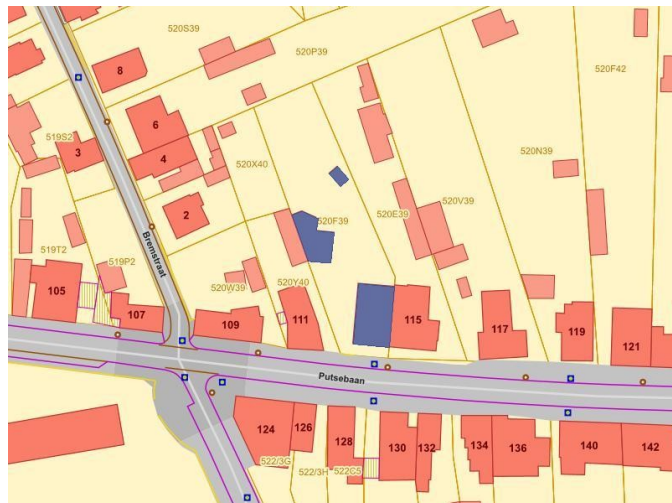 520S39
520P39
520F42
8
6
519S2
3
4
520X40
520N39
2
520F39
520E39
520V39
Bremstraat
519T2
519P2
520W39
520Y40
105
107
109
111
115
117
119
121
Putsebaan
124
126
128
130
132
134
136
140
142
522/3G
522/3H
522C5